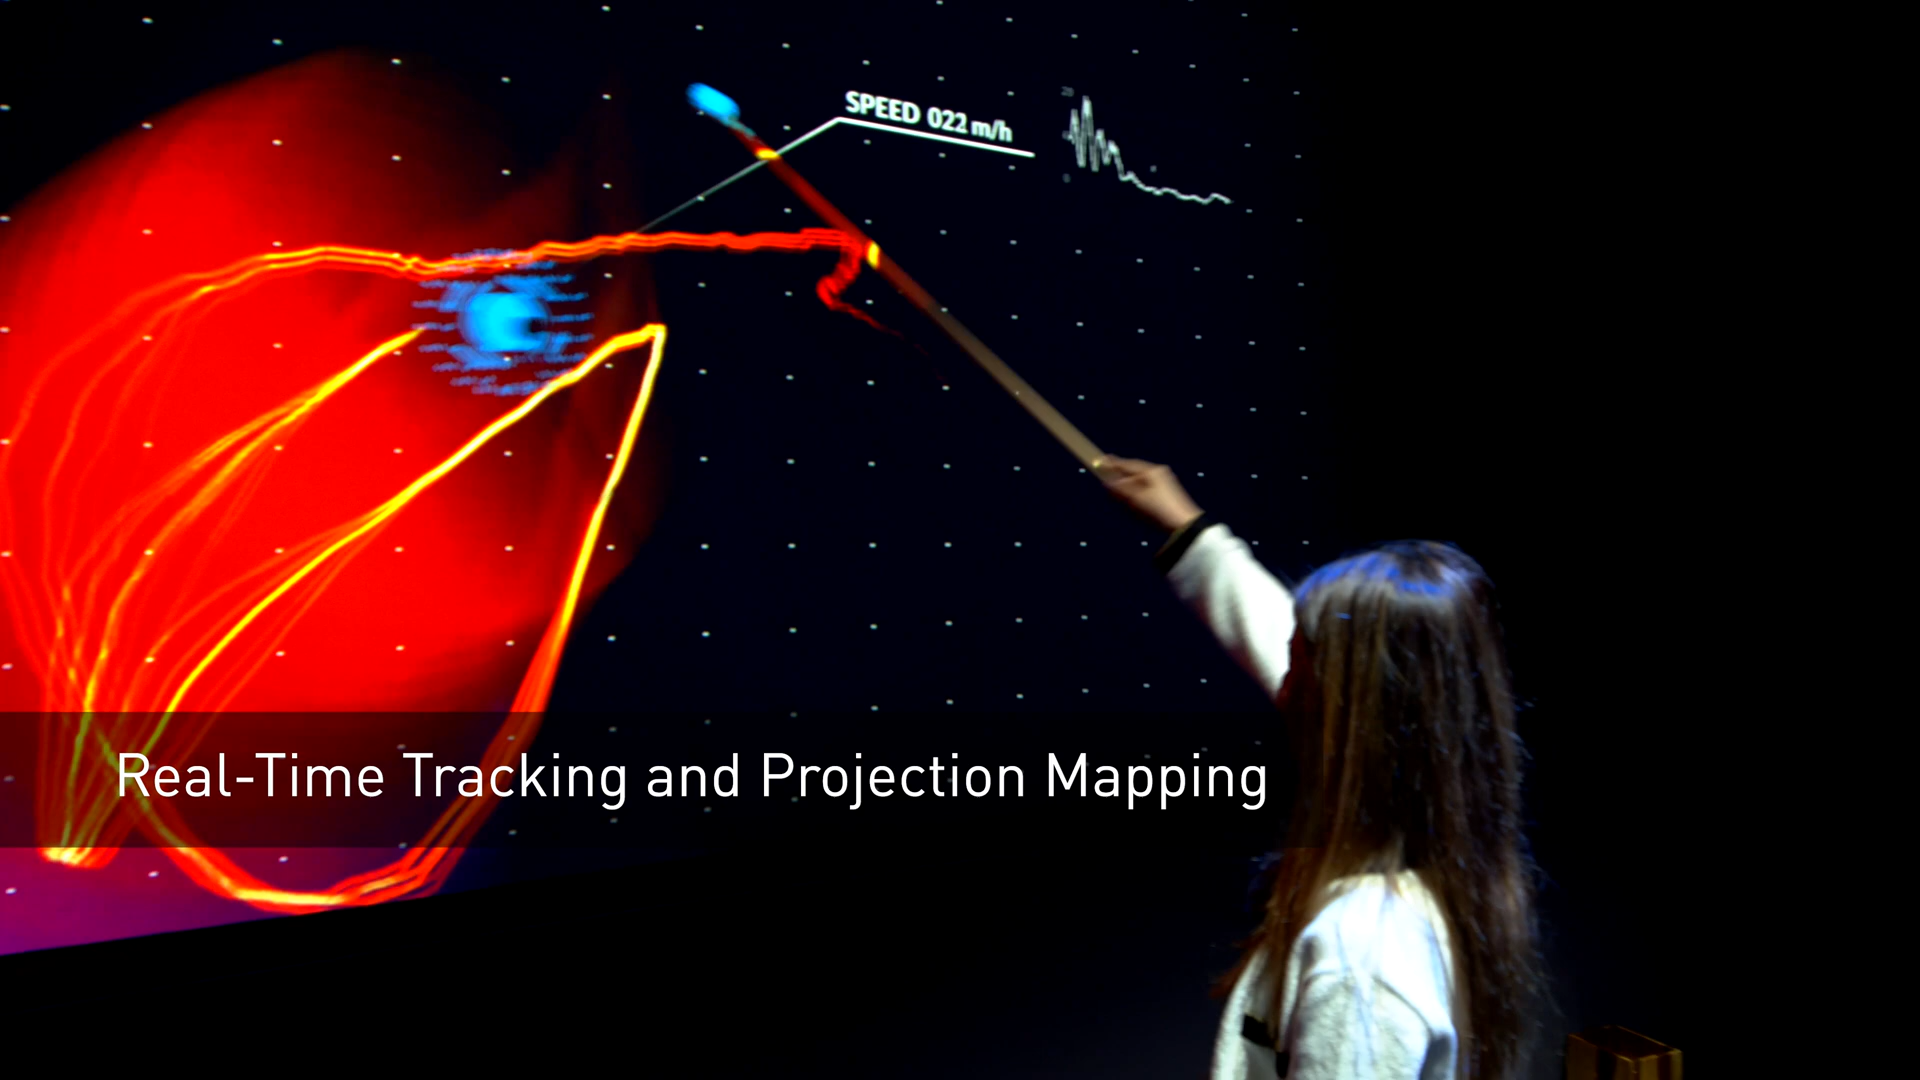 SPEED 022 m/h
Real-Time Tracking and Projection Mapping